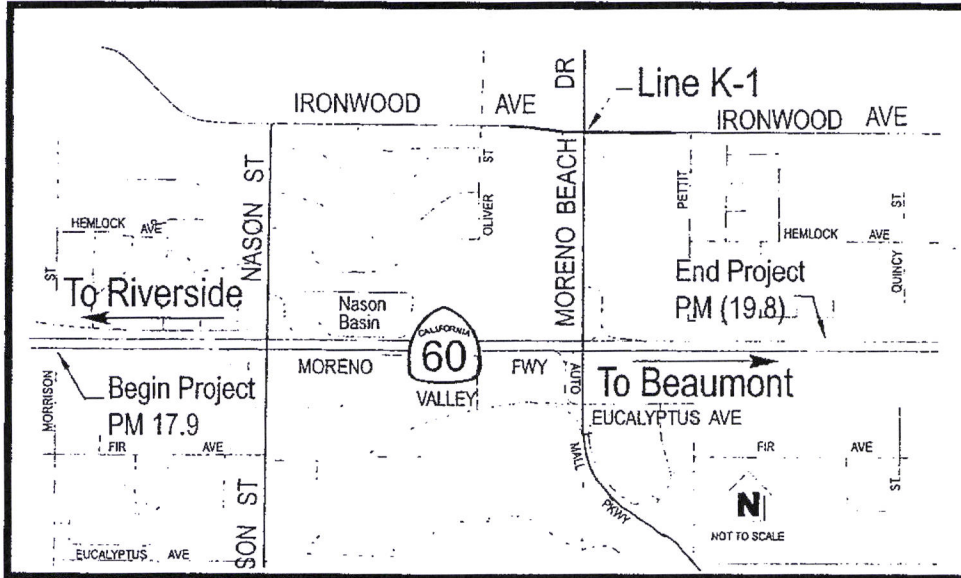 IRONWOOD AVE
DR
Line K-1
IRONWOOD AVE
NASON ST
OLIVER ST
MORENO BEACH
PETTIT
HEMLOCK AVE
HEMLOCK AVE
ST
QUINCY ST
To Riverside
Nason
Basin
End Project
PM (19.8)
CALIFORNIA
60
MORENO
VALLEY
FWY
To Beaumont
MORRISON
Begin Project
PM 17.9
AUTO
MALL
PKWY
EUCALYPTUS AVE
FIR AVE
FIR AVE
ST
SON ST
N
NOT TO SCALE
EUCALYPTUS AVE